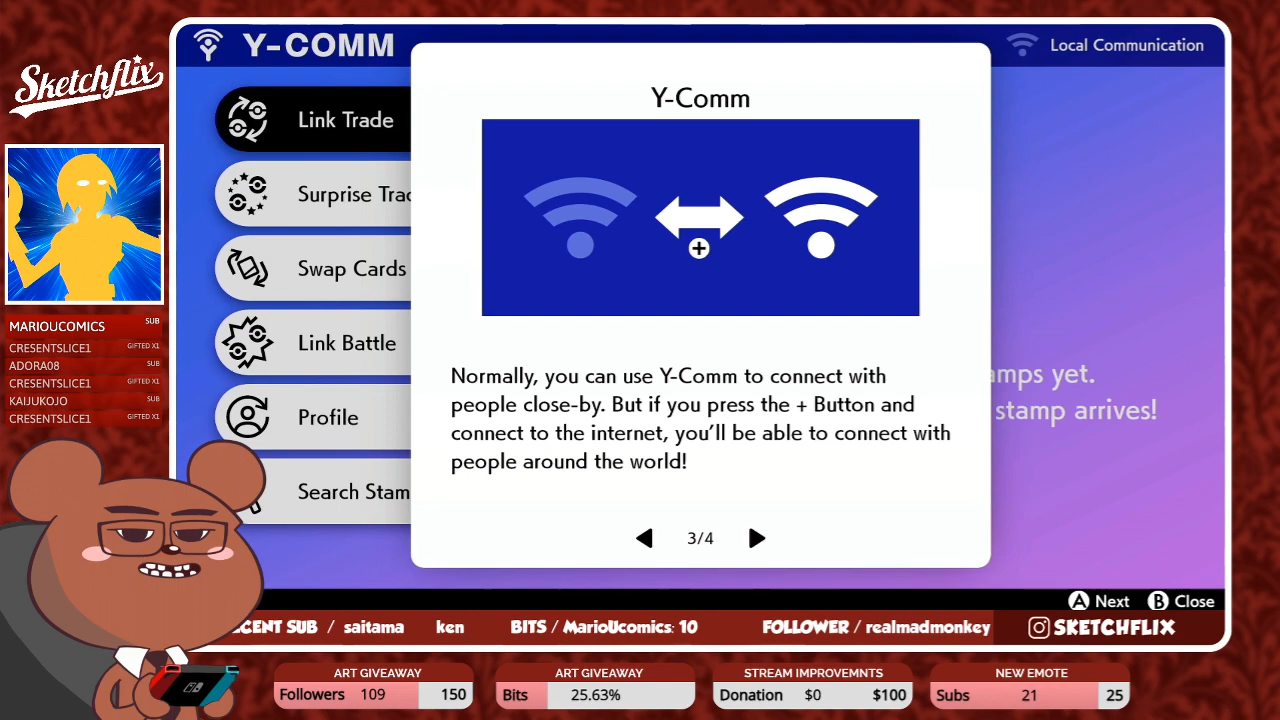 Sketchflix
Y-COMM
Local Communication
Link Trade
Surprise Trad
Swap Cards
Link Battle
Profile
Search Stam
Y-Comm
Normally, you can use Y-Comm to connect with
people close-by. But if you press the + Button and
connect to the internet, you'll be able to connect with
people around the world!
3/4
amps yet.
stamp arrives!
A Next B Close
MARIOUCOMICS SUB
CRESENTSLICE1 GIFTED X1
ADORA08 SUB
CRESENTSLICE1 GIFTED X1
KAIJUKOJO SUB
CRESENTSLICE1 GIFTED X1
CENT SUB / saitama ken BITS / MarioUcomics: 10 FOLLOWER / realmadmonkey SKETCHFLIX
ART GIVEAWAY
Followers 109 150
ART GIVEAWAY
Bits 25.63%
STREAM IMPROVEMNTS
Donation $0 $100
NEW EMOTE
Subs 21 25